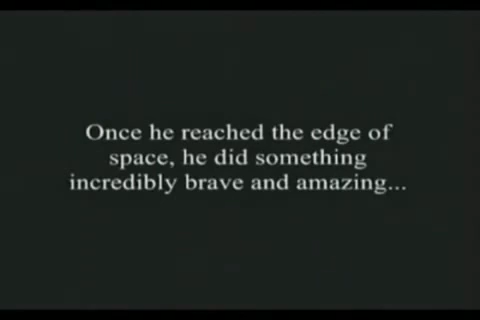 Once he reached the edge of
space, he did something
incredibly brave and amazing...